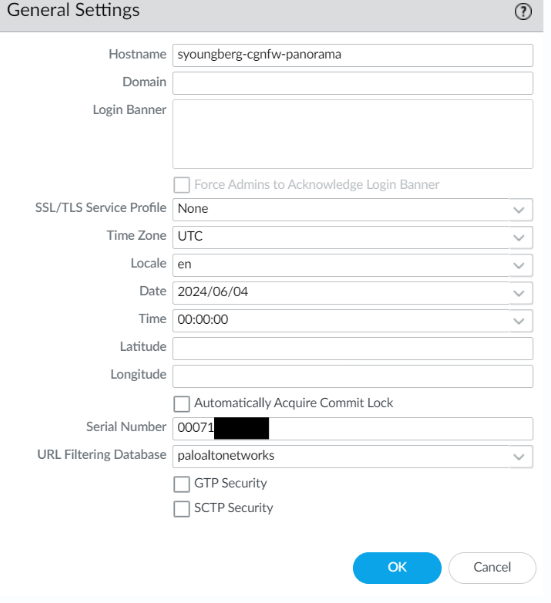 General Settings
Hostname syoungberg-cgnfw-panorama
Domain
Login Banner
Force Admins to Acknowledge Login Banner
SSL/TLS Service Profile None
Time Zone UTC
Locale en
Date 2024/06/04
Time 00:00:00
Latitude
Longitude
Automatically Acquire Commit Lock
Serial Number 00071
URL Filtering Database paloaltonetworks
GTP Security
SCTP Security
OK Cancel